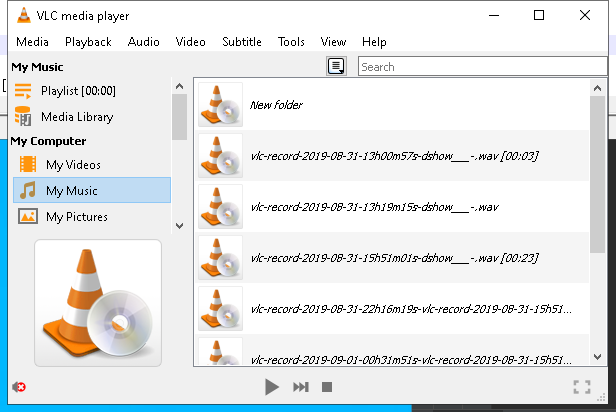 VLC media player
Media Playback Audio Video Subtitle Tools View Help
My Music
Search
Playlist [00:00]
Media Library
My Computer
My Videos
My Music
My Pictures
New folder
vlc-record-2019-08-31-13h00m57s-dshow___-.wav [00:03]
vlc-record-2019-08-31-13h19m15s-dshow___-.wav
vlc-record-2019-08-31-15h51m01s-dshow___-.wav [00:23]
vlc-record-2019-08-31-22h16m19s-vlc-record-2019-08-31-15h51...
vlc-record-2019-09-01-00h31m51s-vlc-record-2019-08-31-15h51...